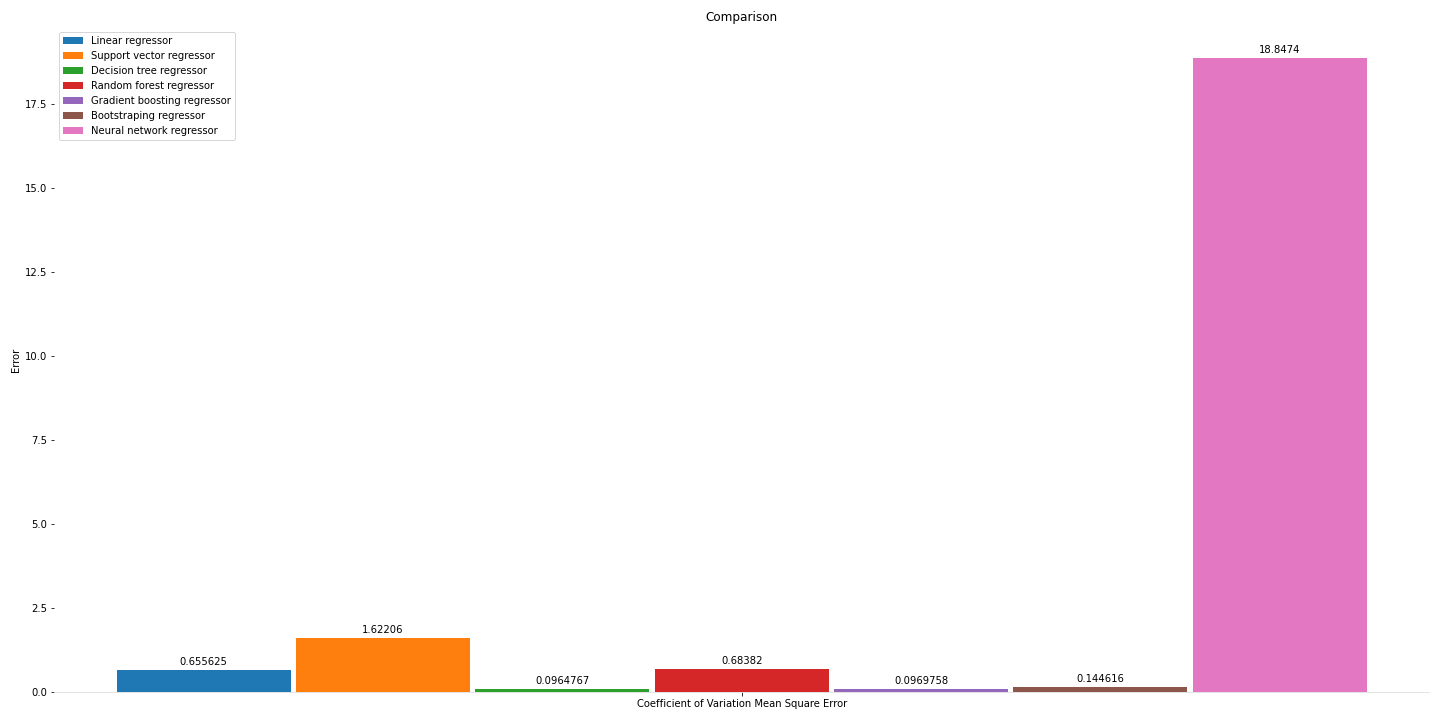 Comparison
Linear regressor
Support vector regressor
Decision tree regressor
Random forest regressor
Gradient boosting regressor
Bootstraping regressor
Neural network regressor
18.8474
17.5
15.0
12.5
10.0
Error
7.5
5.0
2.5
1.62206
0.655625
0.68382
0.0964767
0.0969758
0.144616
0.0
Coefficient of Variation Mean Square Error